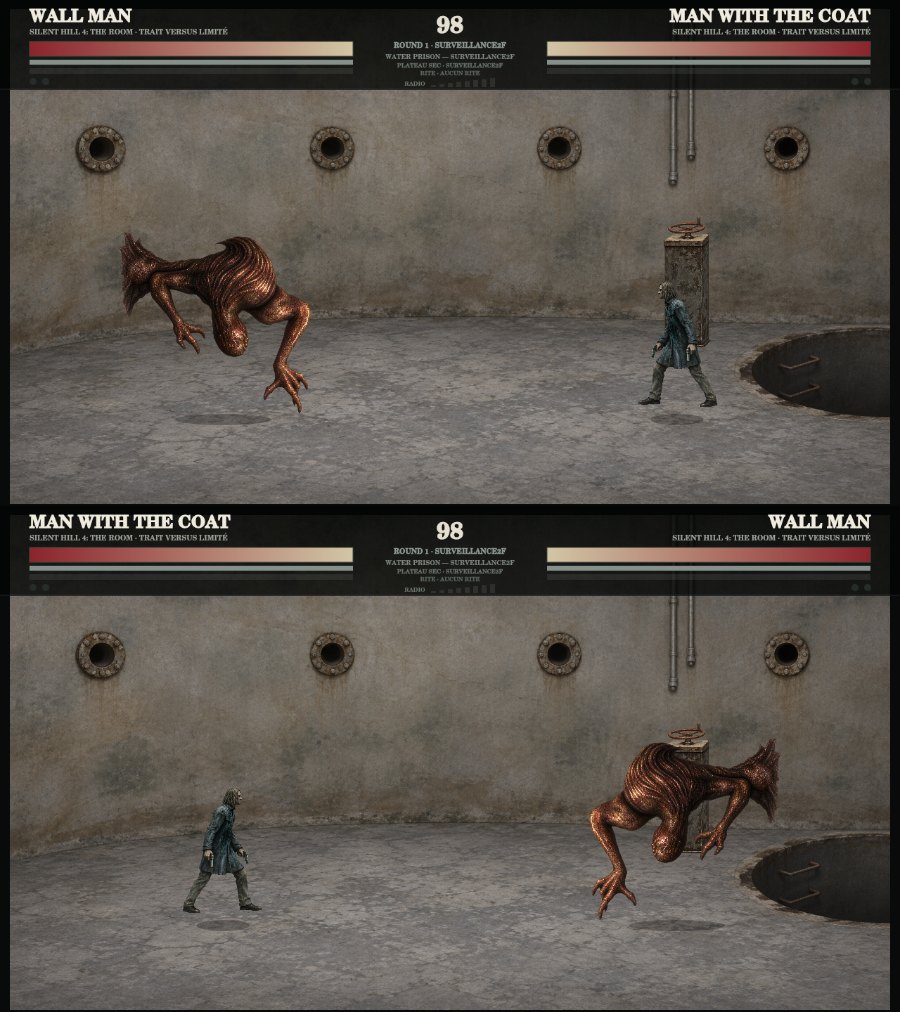 WALL MAN
SILENT HILL 4: THE ROOM · TRAIT VERSUS LIMITÉ
98
ROUND 1 · SURVEILLANCE2F
WATER PRISON — SURVEILLANCE2F
PLATEAU SEC · SURVEILLANCE2F
RITE · AUCUN RITE
RADIO
MAN WITH THE COAT
SILENT HILL 4: THE ROOM · TRAIT VERSUS LIMITÉ
MAN WITH THE COAT
SILENT HILL 4: THE ROOM · TRAIT VERSUS LIMITÉ
98
ROUND 1 · SURVEILLANCE2F
WATER PRISON — SURVEILLANCE2F
PLATEAU SEC · SURVEILLANCE2F
RITE · AUCUN RITE
RADIO
WALL MAN
SILENT HILL 4: THE ROOM · TRAIT VERSUS LIMITÉ